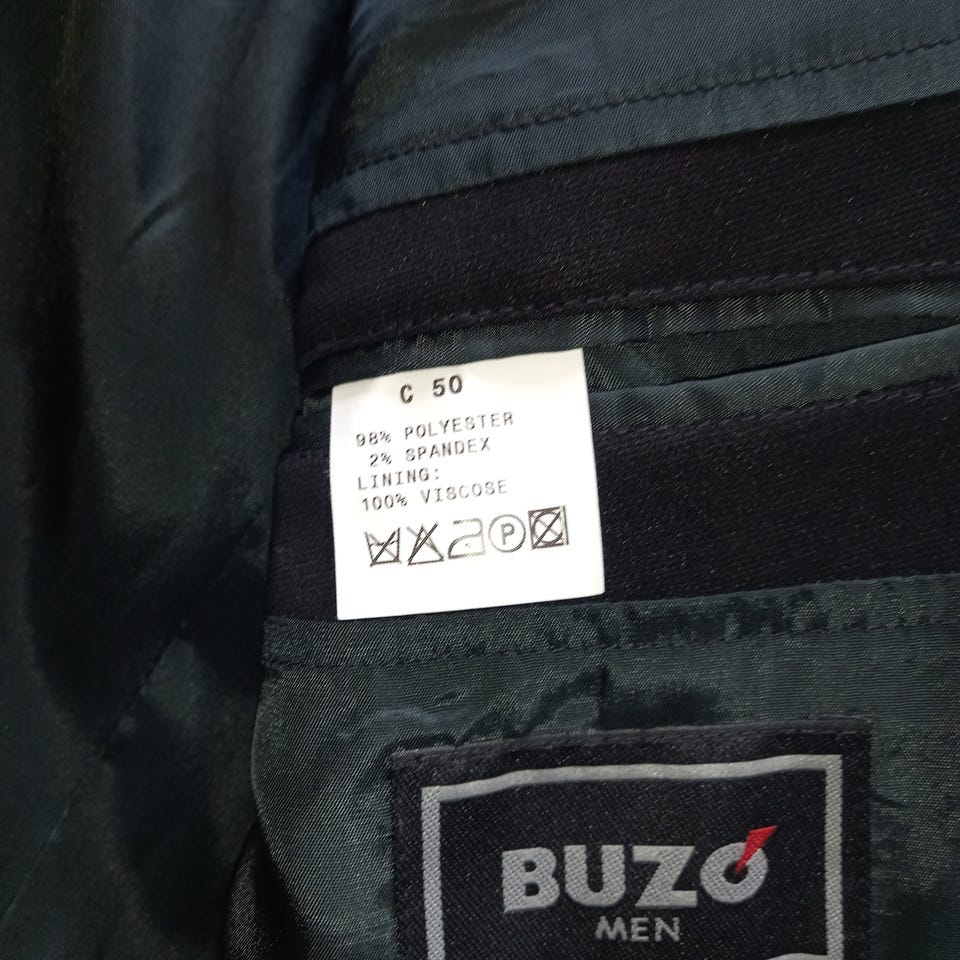 C 50
98% POLYESTER
2% SPANDEX
LINING:
100% VISCOSE
P
BUZÓ
MEN